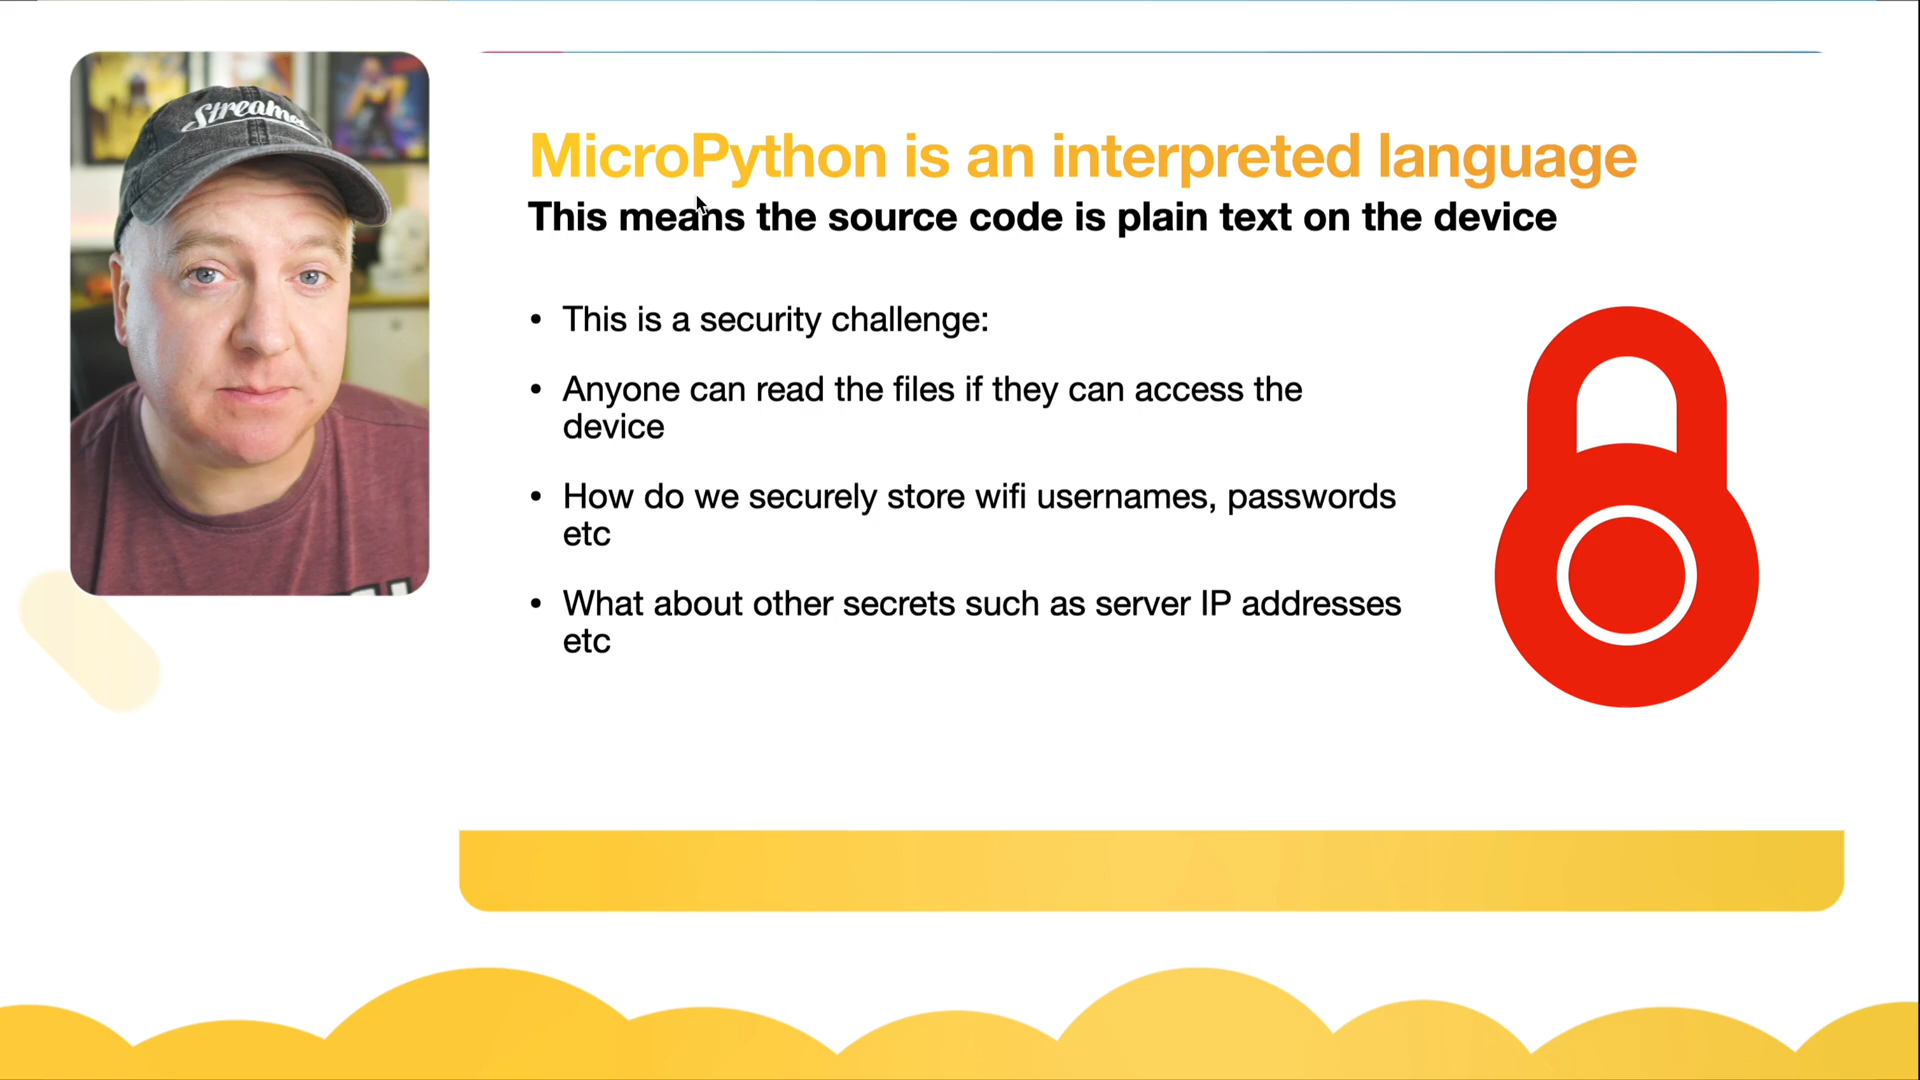 Streamer
MicroPython is an interpreted language
This means the source code is plain text on the device
• This is a security challenge:
• Anyone can read the files if they can access the
device
• How do we securely store wifi usernames, passwords
etc
• What about other secrets such as server IP addresses
etc